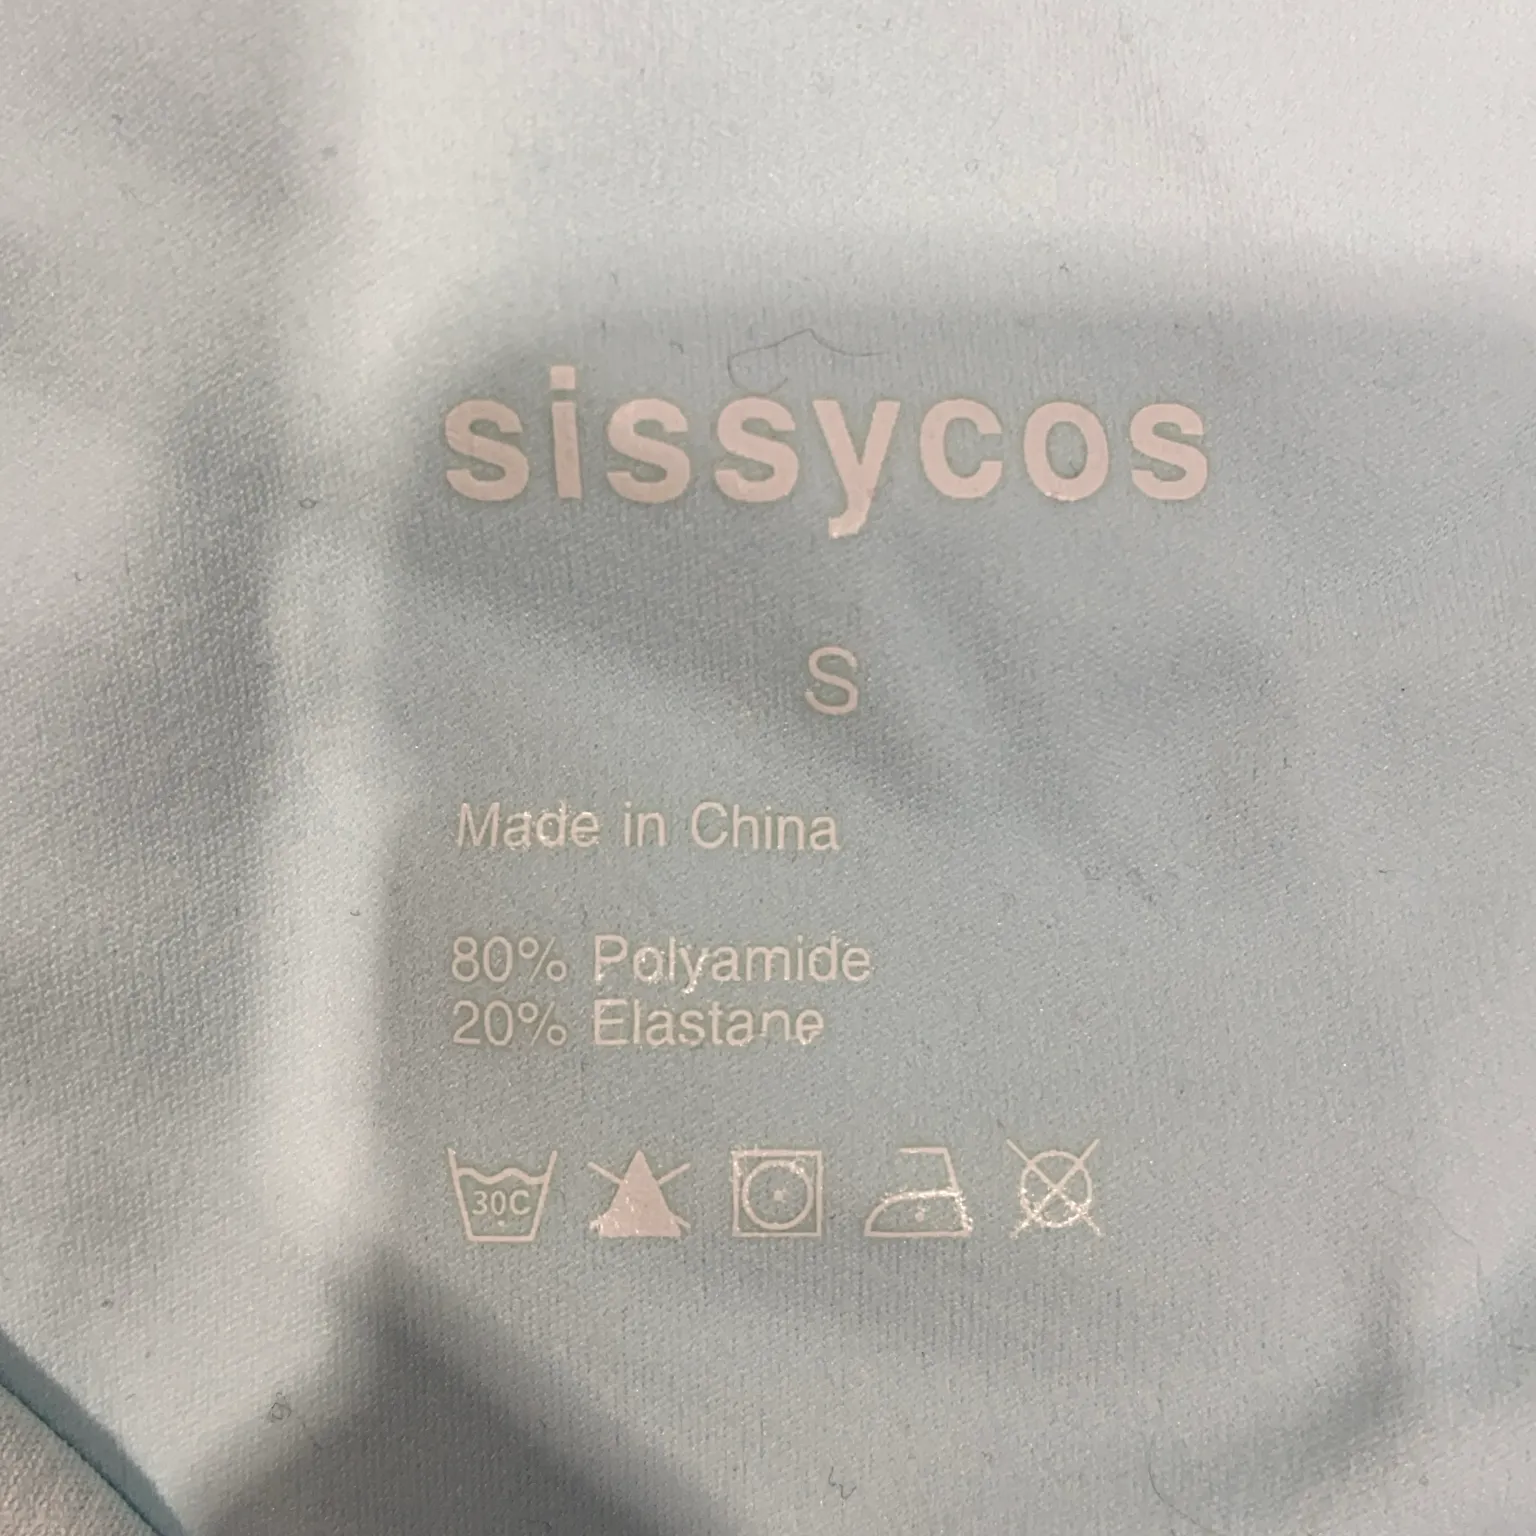 sissycos
S
Made in China
80% Polyamide
20% Elastane
30C